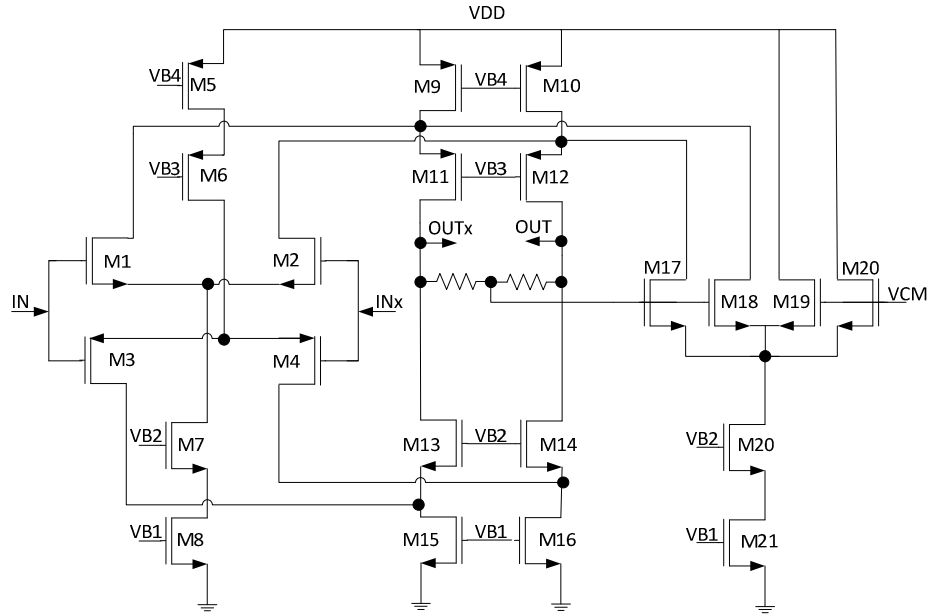 VDD
VB4
M5
M9
VB4
M10
VB3
M6
M11
VB3
M12
OUTx
OUT
M1
M2
M17
M20
IN
INx
M18
M19
VCM
M3
M4
VB2
M7
M13
VB2
M14
VB2
M20
VB1
M8
M15
VB1
M16
VB1
M21